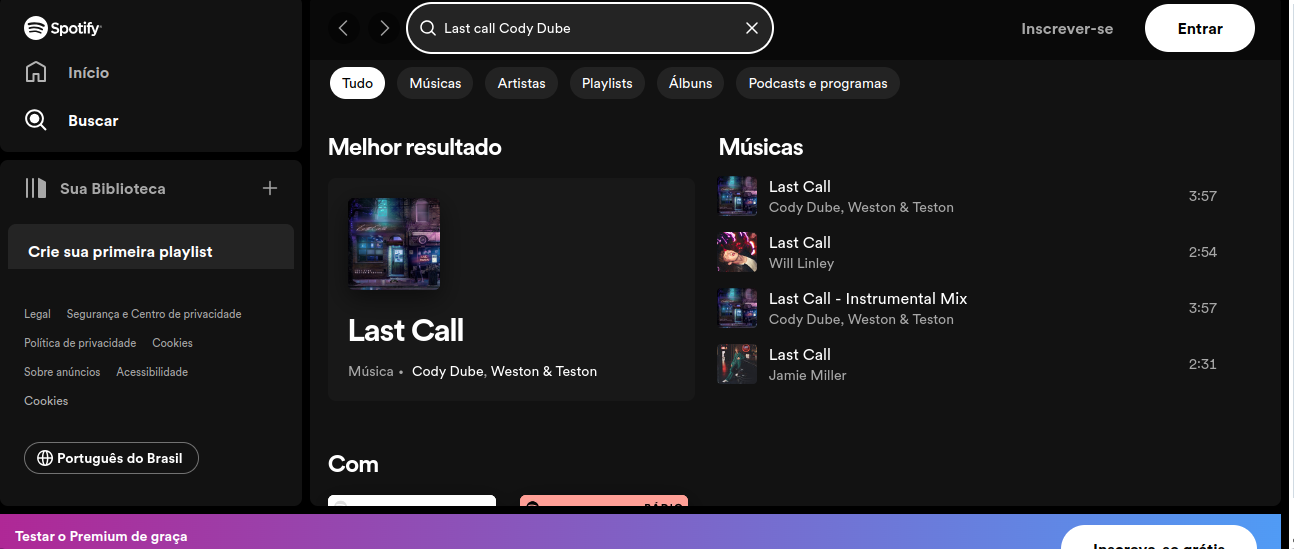 Spotify
Início
Buscar
Sua Biblioteca
Crie sua primeira playlist
Legal Segurança e Centro de privacidade
Política de privacidade Cookies
Sobre anúncios Acessibilidade
Cookies
Português do Brasil
Last call Cody Dube
Inscrever-se
Entrar
Tudo Músicas Artistas Playlists Álbuns Podcasts e programas
Melhor resultado
Last Call
Música • Cody Dube, Weston & Teston
Músicas
Last Call
Cody Dube, Weston & Teston
3:57
Last Call
Will Linley
2:54
Last Call - Instrumental Mix
Cody Dube, Weston & Teston
3:57
Last Call
Jamie Miller
2:31
Com
RÁDIO
Testar o Premium de graça
Inscreva-se grátis